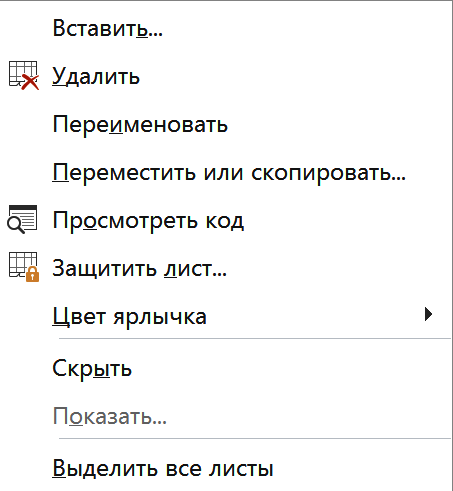 Вставить...
Удалить
Переименовать
Переместить или скопировать...
Просмотреть код
Защитить лист...
Цвет ярлычка
Скрыть
Показать...
Выделить все листы